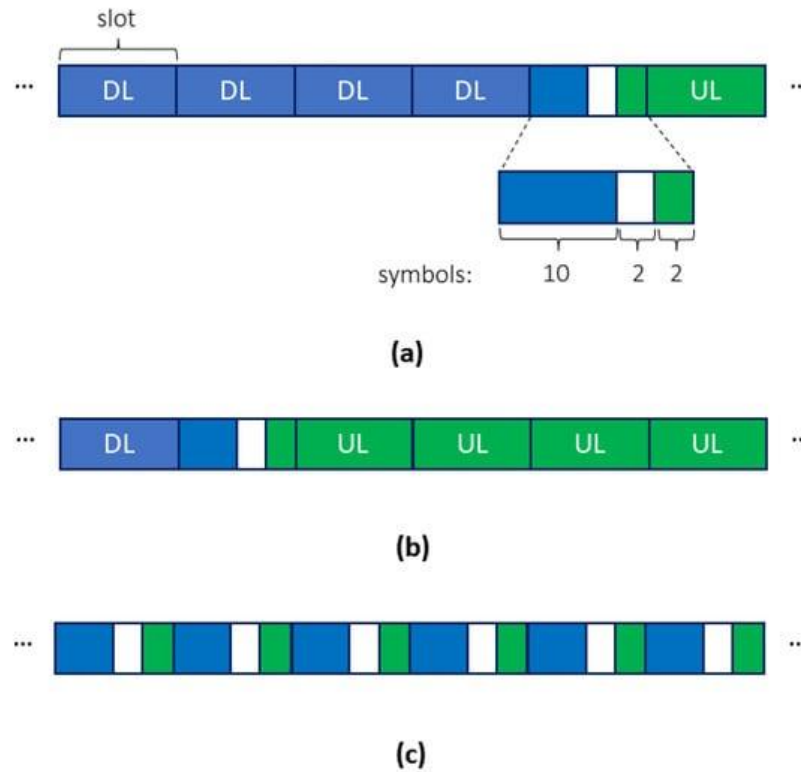 slot
... DL DL DL DL UL ..
symbols: 10 2 2
(a)
... DL UL UL UL UL ..
(b)
... ..
(c)